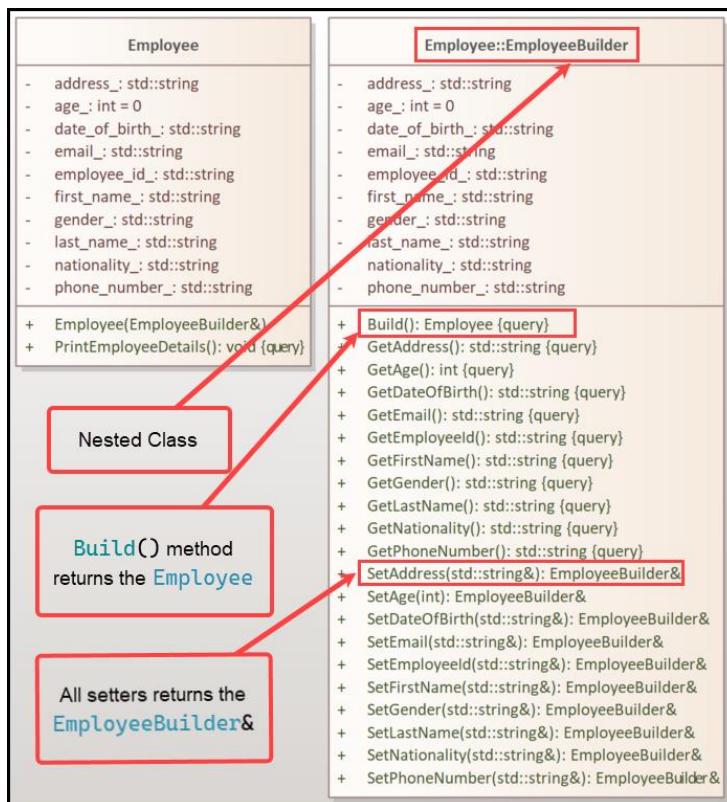 Employee
- address_: std::string
- age_: int = 0
- date_of_birth_: std::string
- email_: std::string
- employee_id_: std::string
- first_name_: std::string
- gender_: std::string
- last_name_: std::string
- nationality_: std::string
- phone_number_: std::string
+ Employee(EmployeeBuilder&)
+ PrintEmployeeDetails(): void {query}
Nested Class
Build() method
returns the Employee
All setters returns the
EmployeeBuilder&
Employee::EmployeeBuilder
- address_: std::string
- age_: int = 0
- date_of_birth_: std::string
- email_: std::string
- employee_id_: std::string
- first_name_: std::string
- gender_: std::string
- last_name_: std::string
nationality_: std::string
- phone_number_: std::string
+ Build(): Employee {query}
+ GetAddress(): std::string {query}
+ GetAge(): int {query}
+ GetDateOfBirth(): std::string {query}
+ GetEmail(): std::string {query}
+ GetEmployeeId(): std::string {query}
+ GetFirstName(): std::string {query}
+ GetGender(): std::string {query}
+ GetLastName(): std::string {query}
+ GetNationality(): std::string {query}
+ GetPhoneNumber(): std::string {query}
+ SetAddress(std::string&): EmployeeBuilder&
+ SetAge(int): EmployeeBuilder&
+ SetDateOfBirth(std::string&): EmployeeBuilder&
+ SetEmail(std::string&): EmployeeBuilder&
+ SetEmployeeId(std::string&): EmployeeBuilder&
+ SetFirstName(std::string&): EmployeeBuilder&
+ SetGender(std::string&): EmployeeBuilder&
+ SetLastName(std::string&): EmployeeBuilder&
+ SetNationality(std::string&): EmployeeBuilder&
+ SetPhoneNumber(std::string&): EmployeeBuilder&